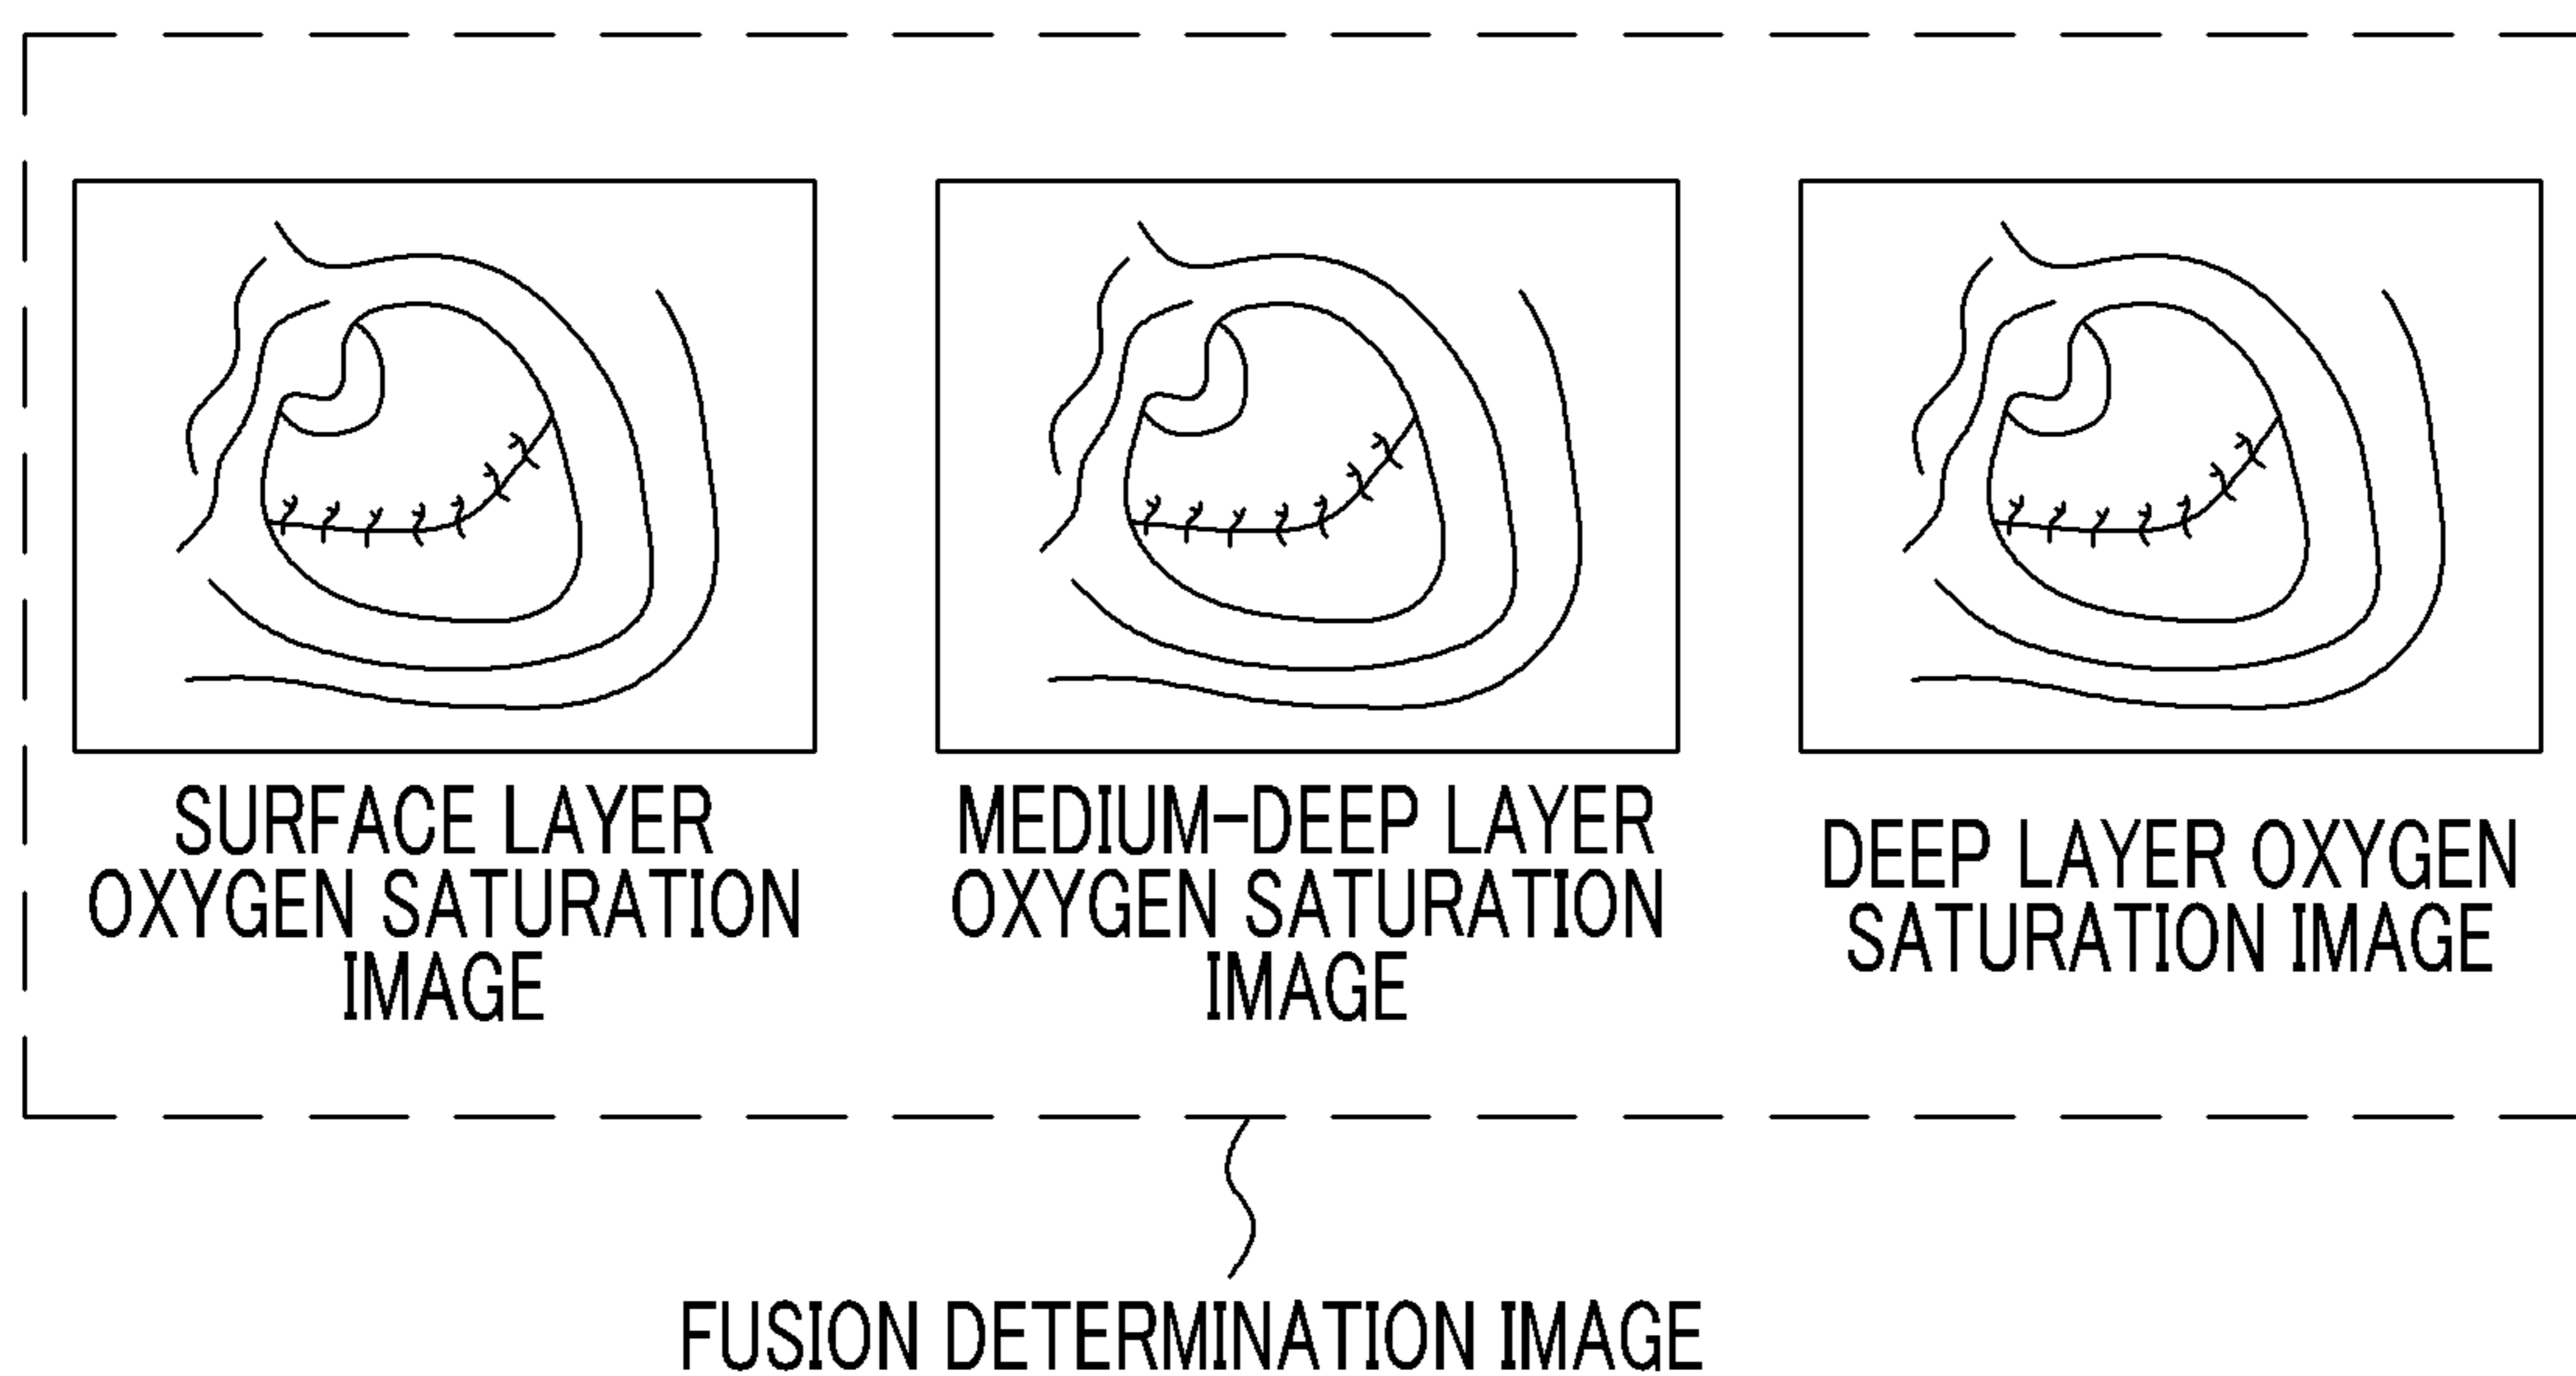 SURFACE LAYER
OXYGEN SATURATION
IMAGE
MEDIUM-DEEP LAYER
OXYGEN SATURATION
IMAGE
DEEP LAYER OXYGEN
SATURATION IMAGE
FUSION DETERMINATION IMAGE